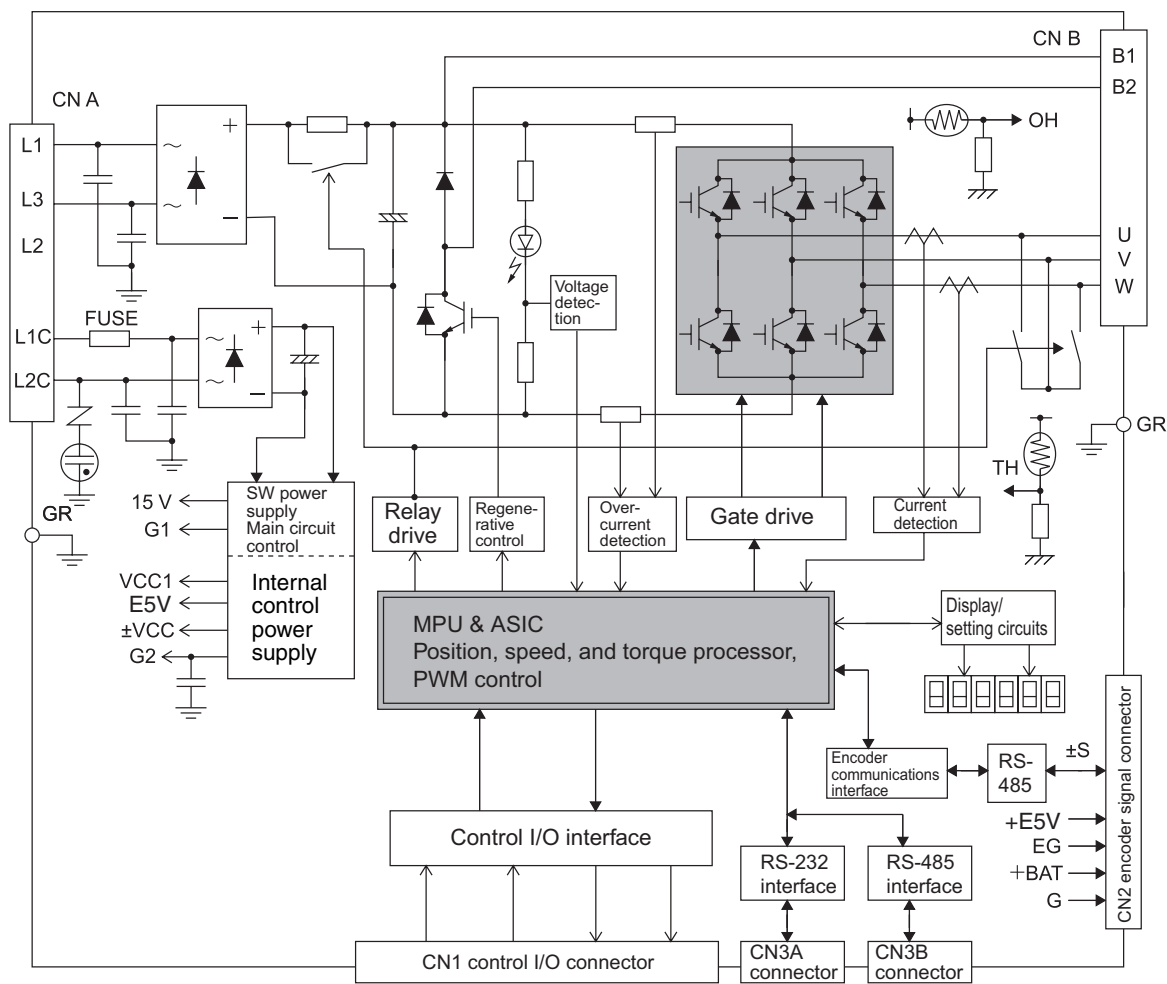 CN B
B1
B2
CN A
L1
L3
L2
+
~
~
−
OH
U
V
W
Voltage
detec-
tion
FUSE
L1C
L2C
+
~
~
−
GR
TH
GR
15 V
G1
VCC1
E5V
±VCC
G2
SW power
supply
Main circuit
control
Internal
control
power
supply
Relay
drive
Regene-
rative
control
Over-
current
detection
Gate drive
Current
detection
MPU & ASIC
Position, speed, and torque processor,
PWM control
Display/
setting circuits
Encoder
communications
interface
RS-
485
±S
+E5V
EG
+BAT
G
CN2 encoder signal connector
Control I/O interface
RS-232
interface
RS-485
interface
CN1 control I/O connector
CN3A
connector
CN3B
connector